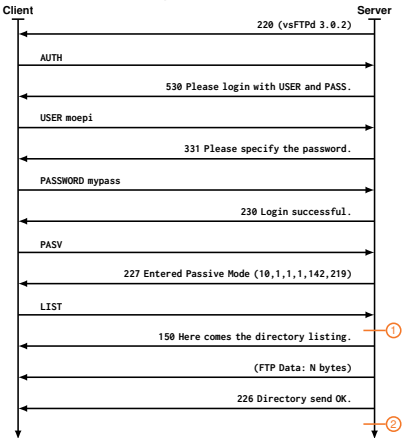 Client Server
220 (vsFTPd 3.0.2)
AUTH
530 Please login with USER and PASS.
USER moepi
331 Please specify the password.
PASSWORD mypass
230 Login successful.
PASV
227 Entered Passive Mode (10,1,1,1,142,219)
LIST
1
150 Here comes the directory listing.
(FTP Data: N bytes)
226 Directory send OK.
2